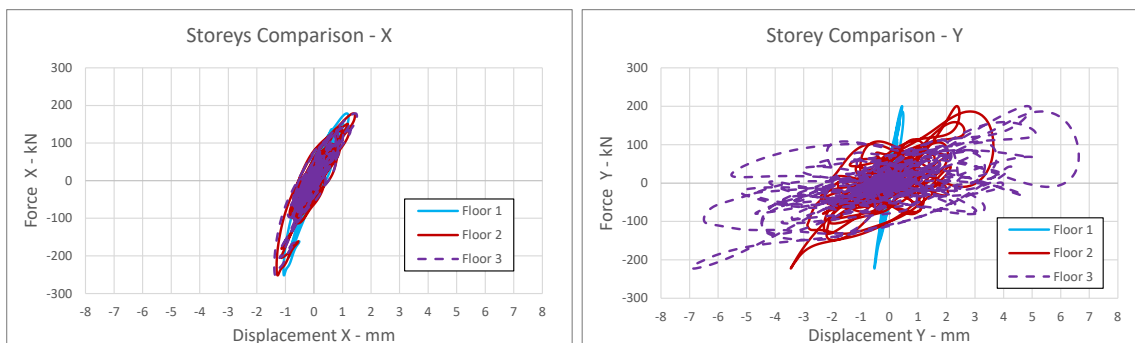 Storeys Comparison - X
Force X - kN
300
200
100
0
-100
-200
-300
-8 -7 -6 -5 -4 -3 -2 -1 0 1 2 3 4 5 6 7 8
Displacement X - mm
Floor 1
Floor 2
Floor 3
Storey Comparison - Y
Force Y - kN
300
200
100
0
-100
-200
-300
-8 -7 -6 -5 -4 -3 -2 -1 0 1 2 3 4 5 6 7 8
Displacement Y - mm
Floor 1
Floor 2
Floor 3